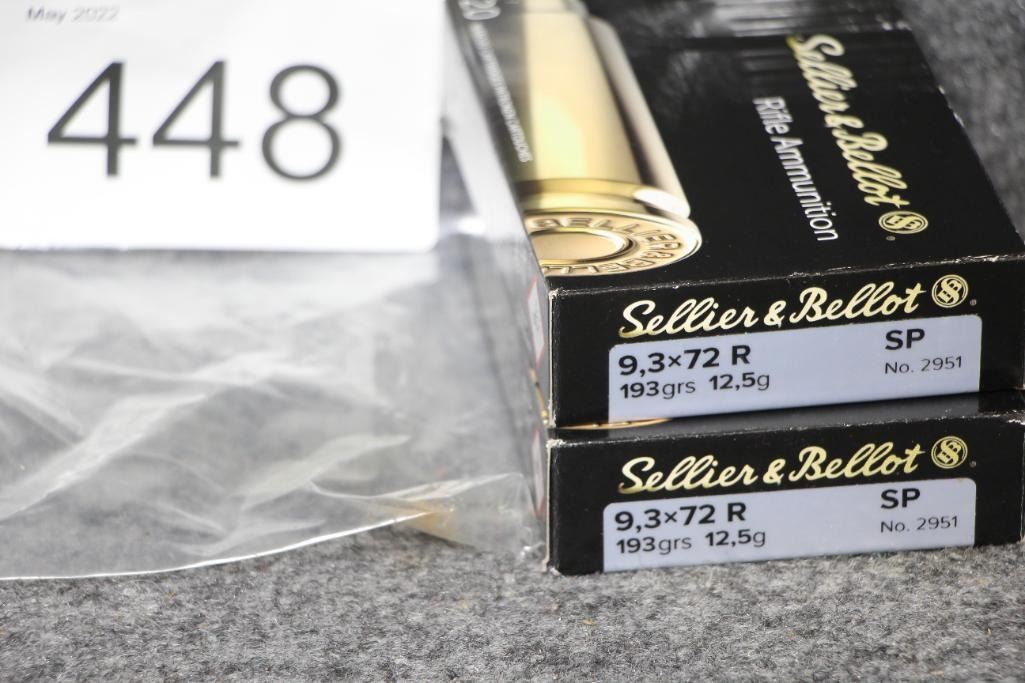 May 2022
448
20
Sellier & Bellot
Rifle Ammunition
Sellier & Bellot
9,3×72 R
SP
193grs 12,5g
No. 2951
Sellier & Bellot
9,3×72 R
SP
193grs 12,5g
No. 2951